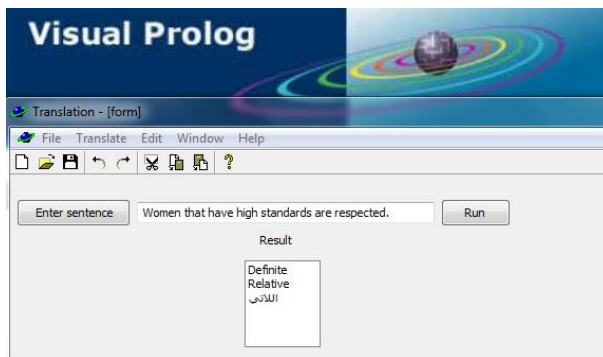 Visual Prolog
Translation - [form]
File Translate Edit Window Help
Enter sentence Women that have high standards are respected. Run
Result
Definite
Relative
اللاتي